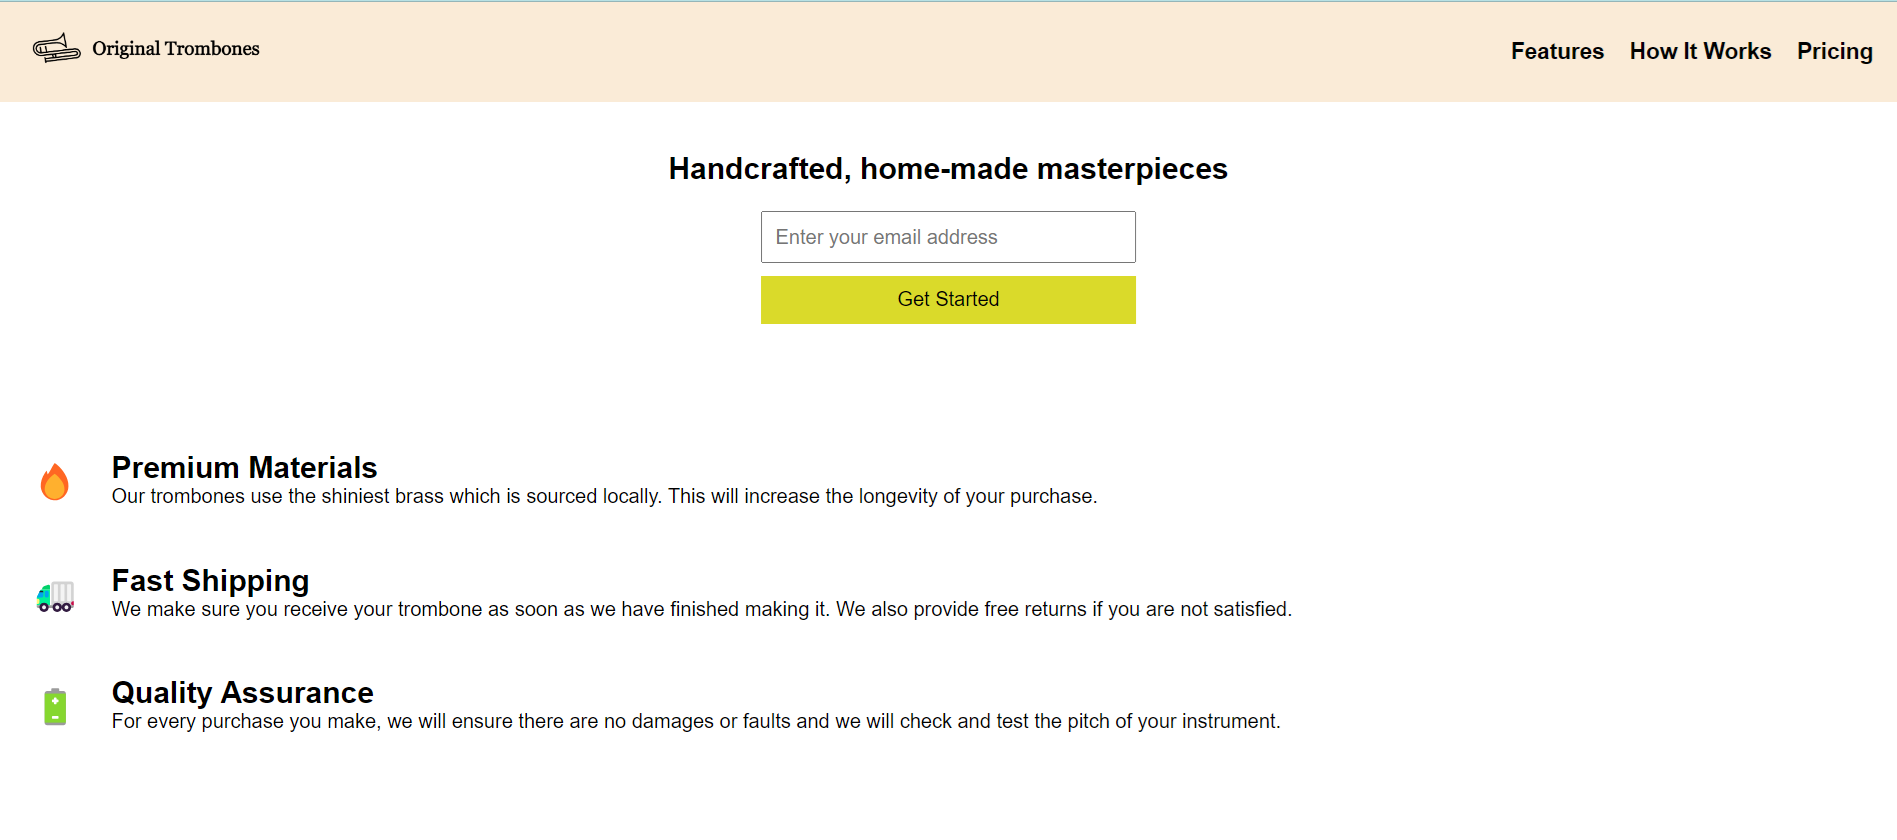 Original Trombones
Features How It Works Pricing
Handcrafted, home-made masterpieces
Enter your email address
Get Started
Premium Materials
Our trombones use the shiniest brass which is sourced locally. This will increase the longevity of your purchase.
Fast Shipping
We make sure you receive your trombone as soon as we have finished making it. We also provide free returns if you are not satisfied.
Quality Assurance
For every purchase you make, we will ensure there are no damages or faults and we will check and test the pitch of your instrument.